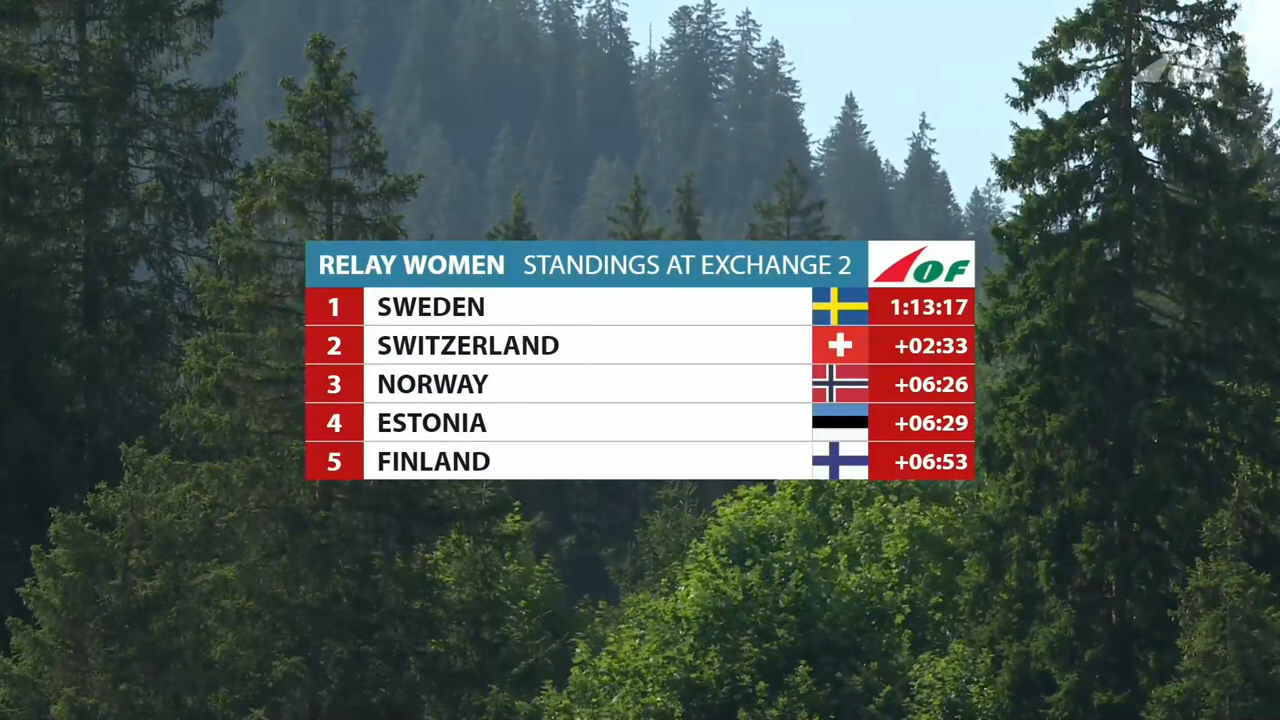 RELAY WOMEN STANDINGS AT EXCHANGE 2 IOF
1 SWEDEN 1:13:17
2 SWITZERLAND +02:33
3 NORWAY +06:26
4 ESTONIA +06:29
5 FINLAND +06:53